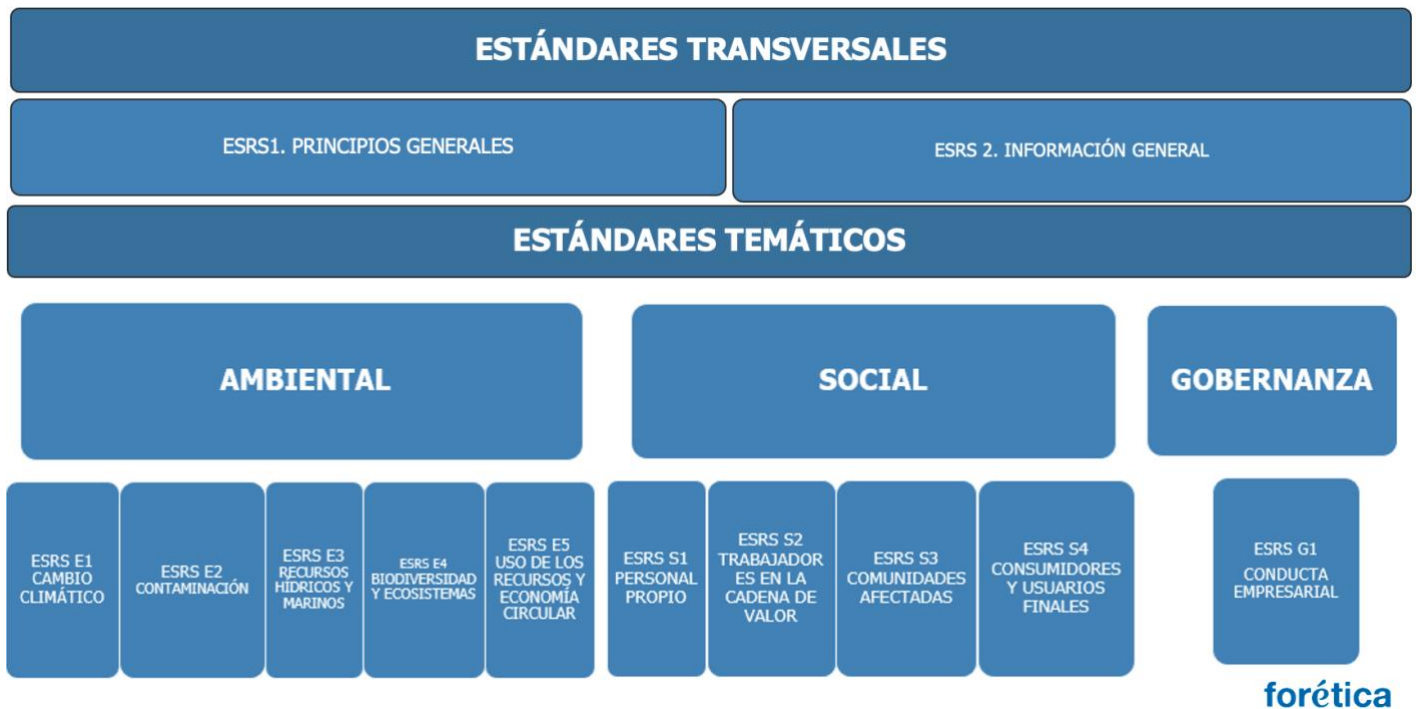 ESTÁNDARES TRANSVERSALES
ESRS1. PRINCIPIOS GENERALES
ESRS 2. INFORMACIÓN GENERAL
ESTÁNDARES TEMÁTICOS
AMBIENTAL
SOCIAL
GOBERNANZA
ESRS E1
CAMBIO
CLIMÁTICO
ESRS E2
CONTAMINACIÓN
ESRS E3
RECURSOS
HÍDRICOS Y
MARINOS
ESRS E4
BIODIVERSIDAD
Y ECOSISTEMAS
ESRS E5
USO DE LOS
RECURSOS Y
ECONOMÍA
CIRCULAR
ESRS S1
PERSONAL
PROPIO
ESRS S2
TRABAJADOR
ES EN LA
CADENA DE
VALOR
ESRS S3
COMUNIDADES
AFECTADAS
ESRS S4
CONSUMIDORES
Y USUARIOS
FINALES
ESRS G1
CONDUCTA
EMPRESARIAL
forética